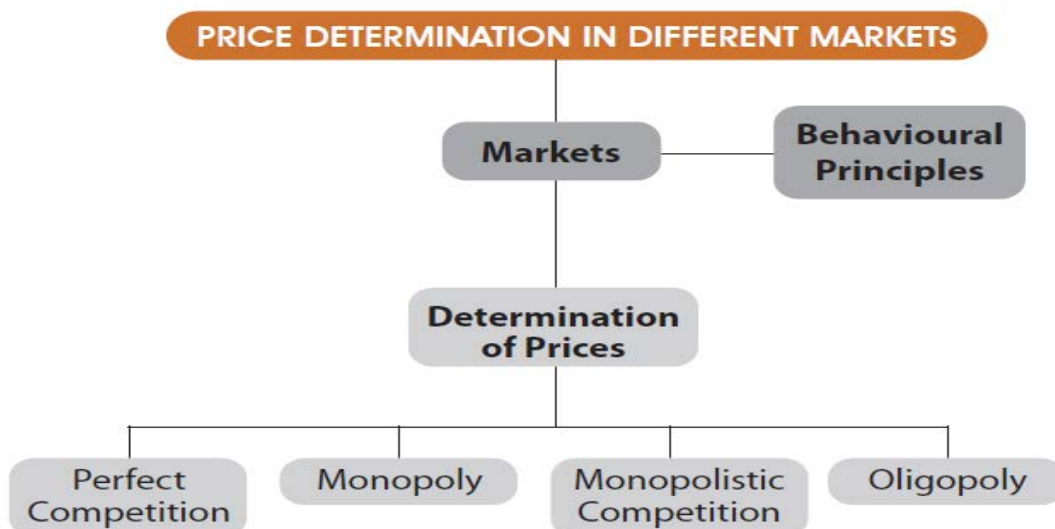 PRICE DETERMINATION IN DIFFERENT MARKETS
Markets
Behavioural
Principles
Determination
of Prices
Perfect
Competition
Monopoly
Monopolistic
Competition
Oligopoly